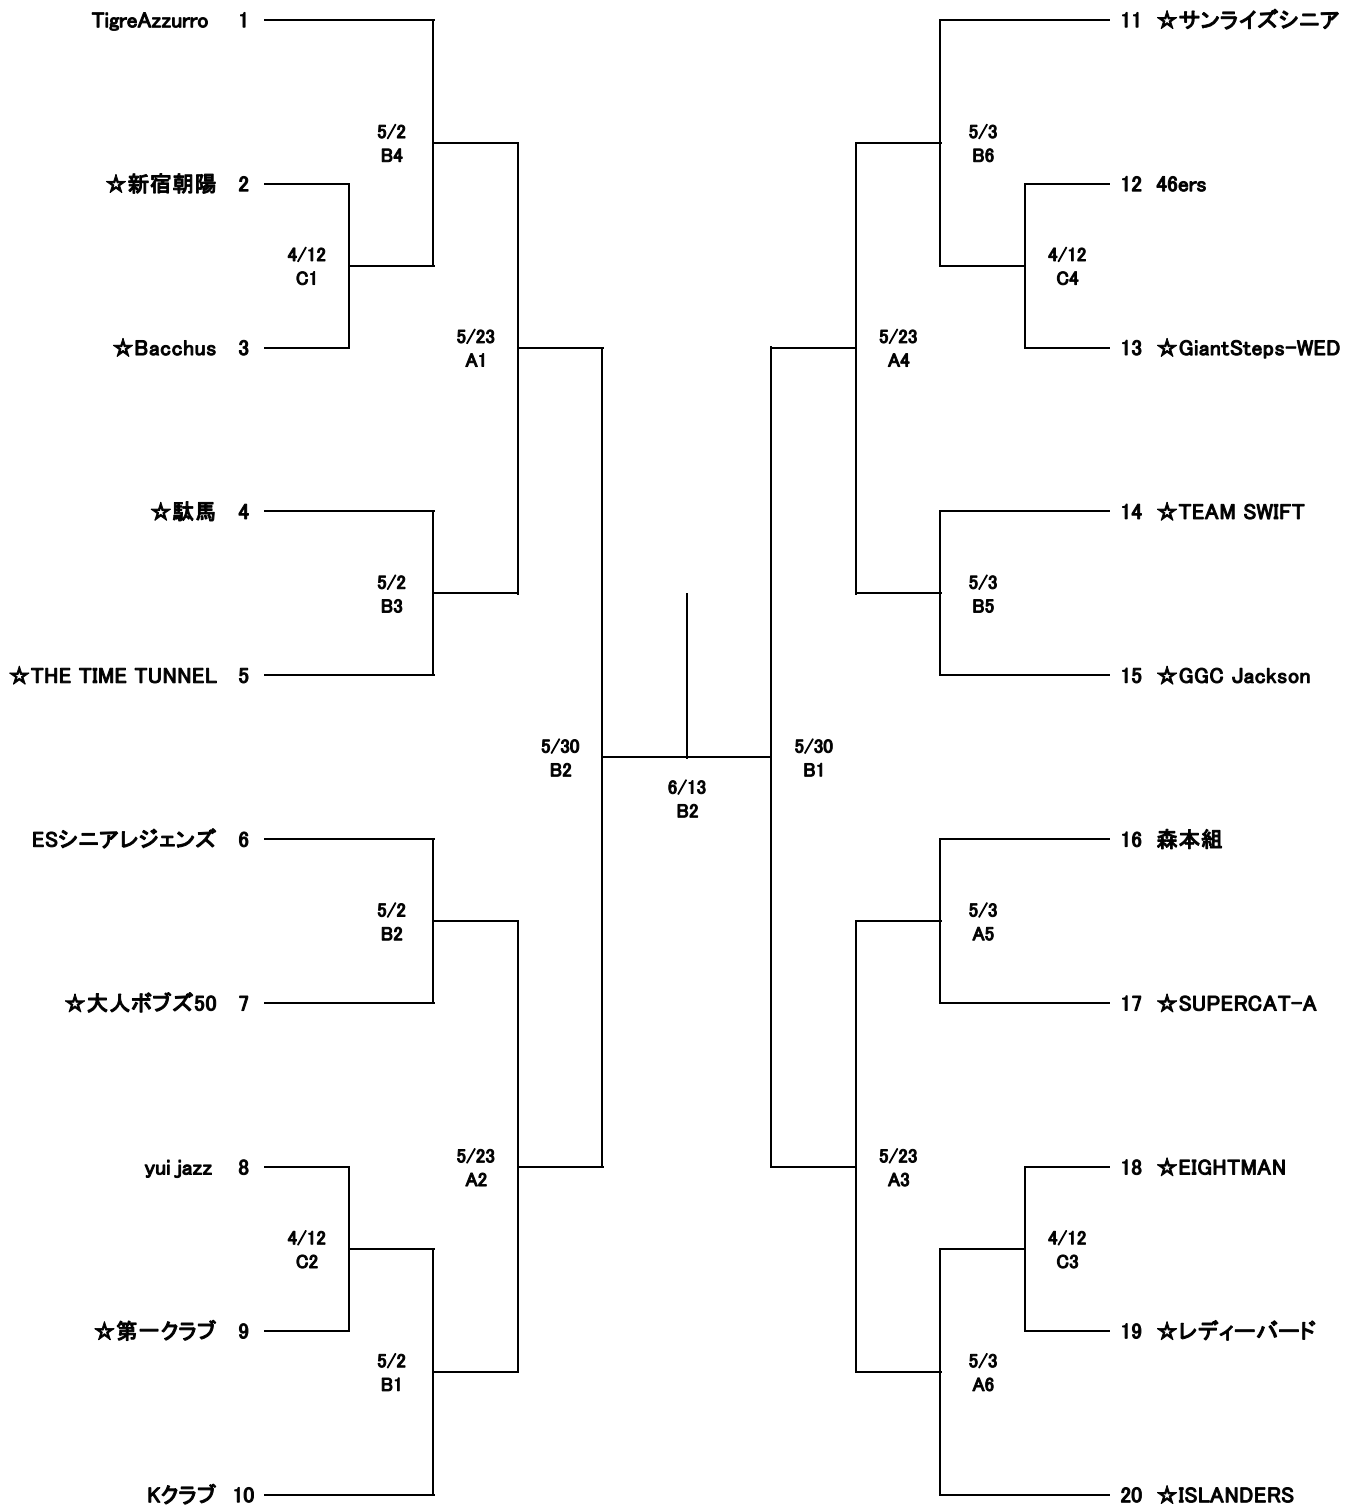 TigreAzzurro 1
11 ☆サンライズシニア
5/2
B4
5/3
B6
☆新宿朝陽 2
12 46ers
4/12
C1
4/12
C4
☆Bacchus 3
5/23
A1
5/23
A4
13 ☆GiantSteps-WED
☆駄馬 4
14 ☆TEAM SWIFT
5/2
B3
5/3
B5
☆THE TIME TUNNEL 5
15 ☆GGC Jackson
5/30
B2
5/30
B1
6/13
B2
ESシニアレジェンズ 6
16 森本組
5/2
B2
5/3
A5
☆大人ボブズ50 7
17 ☆SUPERCAT-A
yui jazz 8
5/23
A2
5/23
A3
18 ☆EIGHTMAN
4/12
C2
4/12
C3
☆第一クラブ 9
19 ☆レディーバード
5/2
B1
5/3
A6
Kクラブ 10
20 ☆ISLANDERS